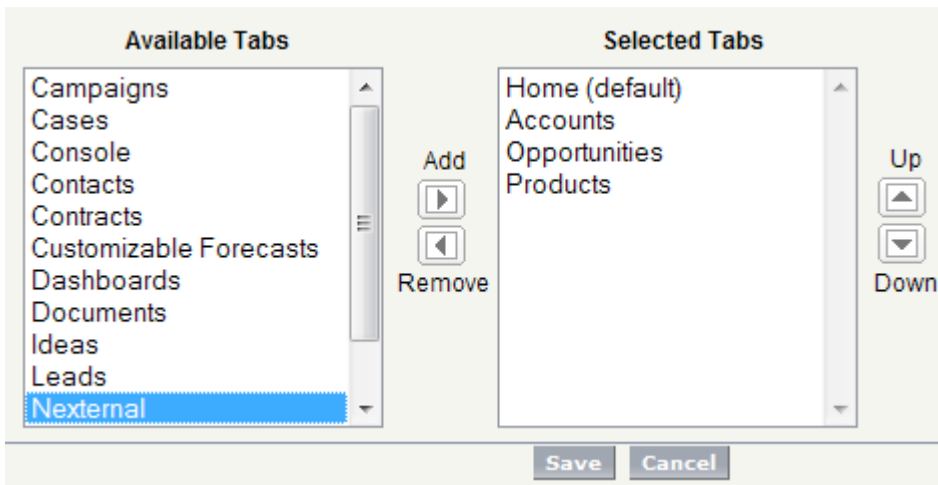 Available Tabs
Selected Tabs
Campaigns
Cases
Console
Contacts
Contracts
Customizable Forecasts
Dashboards
Documents
Ideas
Leads
Nexternal
Add
Remove
Home (default)
Accounts
Opportunities
Products
Up
Down
Save
Cancel